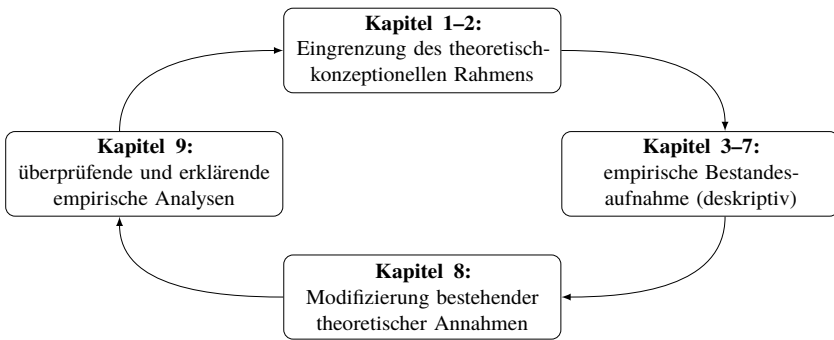 Kapitel 1–2:
Eingrenzung des theoretisch-
konzeptionellen Rahmens
Kapitel 9:
überprüfende und erklärende
empirische Analysen
Kapitel 3–7:
empirische Bestandes-
aufnahme (deskriptiv)
Kapitel 8:
Modifizierung bestehender
theoretischer Annahmen